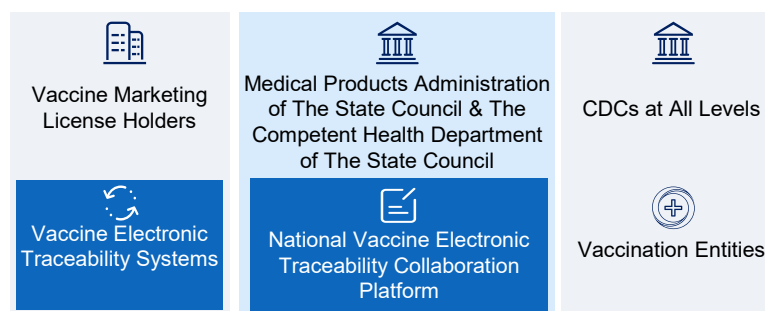 Vaccine Marketing
License Holders
Vaccine Electronic
Traceability Systems
Medical Products Administration
of The State Council & The
Competent Health Department
of The State Council
National Vaccine Electronic
Traceability Collaboration
Platform
CDCs at All Levels
Vaccination Entities